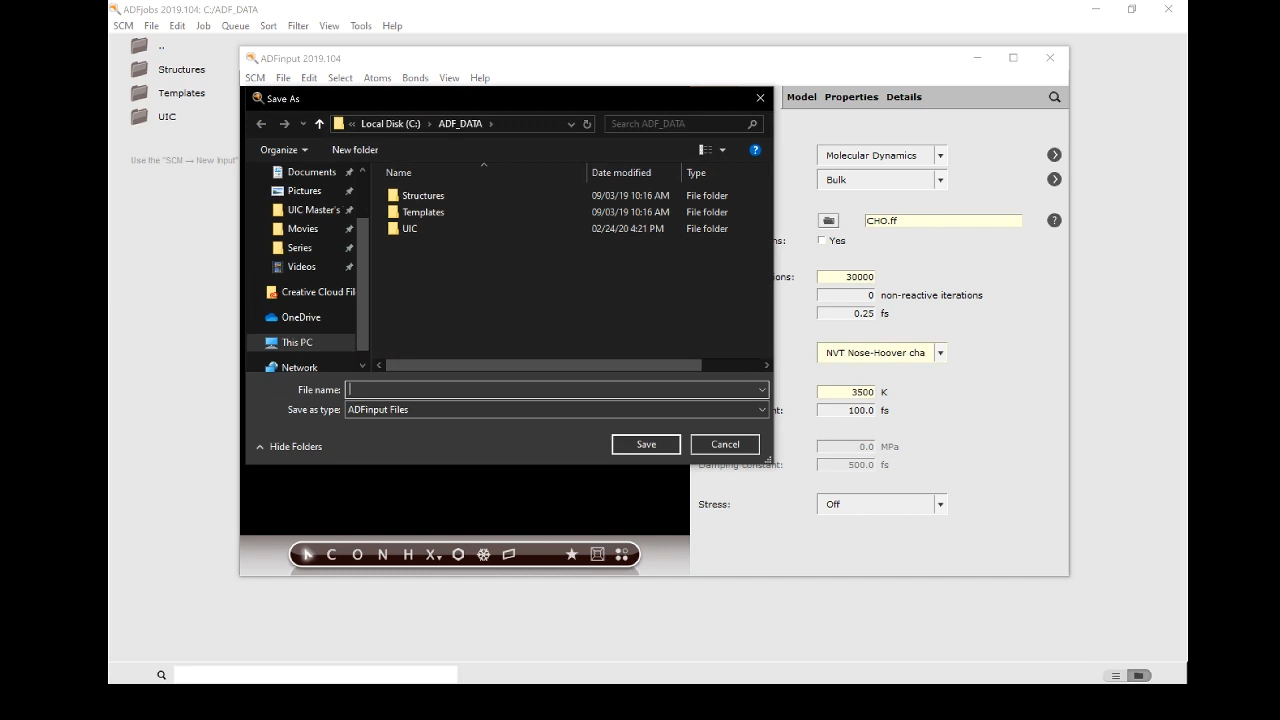 ADFjobs 2019.104: C:/ADF_DATA
SCM File Edit Job Queue Sort Filter View Tools Help
..
Structures
Templates
UIC
Use the "SCM → New Input"
ADFinput 2019.104
SCM File Edit Select Atoms Bonds View Help
Save As
« Local Disk (C:) › ADF_DATA ›
Search ADF_DATA
Organize
New folder
Documents
Pictures
UIC Master's
Movies
Series
Videos
Creative Cloud Fil
OneDrive
This PC
Network
Name Date modified Type
Structures 09/03/19 10:16 AM File folder
Templates 09/03/19 10:16 AM File folder
UIC 02/24/20 4:21 PM File folder
File name:
Save as type: ADFinput Files
Hide Folders
Save
Cancel
Model Properties Details
Molecular Dynamics
Bulk
CHO.ff
ns: Yes
ions: 30000
0 non-reactive iterations
0.25 fs
NVT Nose-Hoover cha
3500 K
nt: 100.0 fs
0.0 MPa
Damping constant: 500.0 fs
Stress: Off
C O N H X